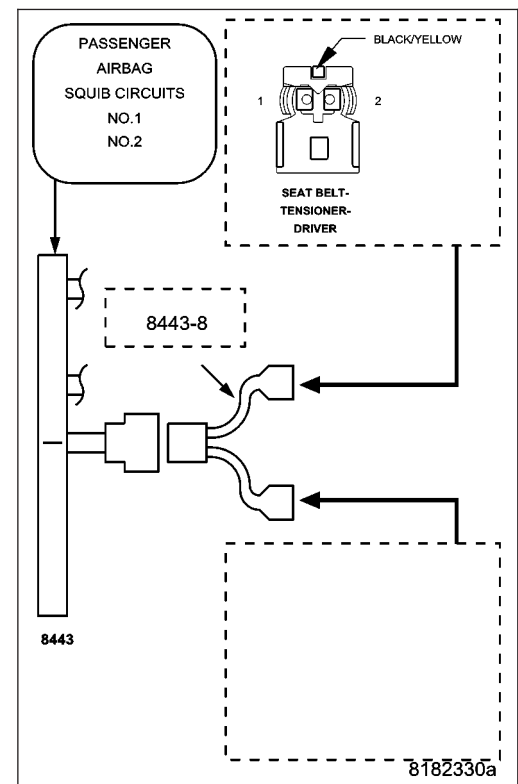 PASSENGER
AIRBAG
SQUIB CIRCUITS
NO.1
NO.2
BLACK/YELLOW
1
2
SEAT BELT-
TENSIONER-
DRIVER
8443-8
8443
8182330a